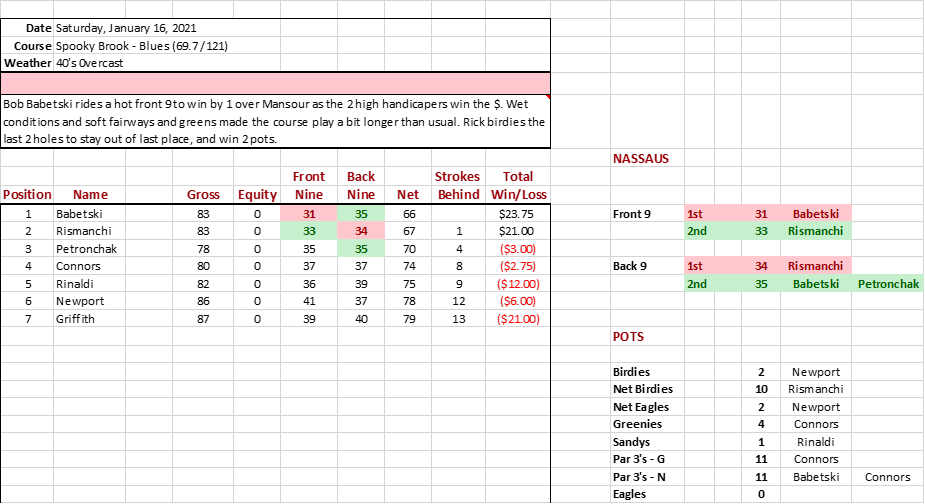 Date Saturday, January 16, 2021
Course Spooky Brook - Blues (69.7/121)
Weather 40's Overcast
Bob Babetski rides a hot front 9 to win by 1 over Mansour as the 2 high handicapers win the $. Wet
conditions and soft fairways and greens made the course play a bit longer than usual. Rick birdies the
last 2 holes to stay out of last place, and win 2 pots.
Front Back Strokes Total
Position Name Gross Equity Nine Nine Net Behind Win/Loss
1 Babetski 83 0 31 35 66 $23.75
2 Rismanchi 83 0 33 34 67 1 $21.00
3 Petronchak 78 0 35 35 70 4 ($3.00)
4 Connors 80 0 37 37 74 8 ($2.75)
5 Rinaldi 82 0 36 39 75 9 ($12.00)
6 Newport 86 0 41 37 78 12 ($6.00)
7 Griffith 87 0 39 40 79 13 ($21.00)
NASSAUS
Front 9 1st 31 Babetski
2nd 33 Rismanchi
Back 9 1st 34 Rismanchi
2nd 35 Babetski Petronchak
POTS
Birdies 2 Newport
Net Birdies 10 Rismanchi
Net Eagles 2 Newport
Greenies 4 Connors
Sandys 1 Rinaldi
Par 3's - G 11 Connors
Par 3's - N 11 Babetski Connors
Eagles 0